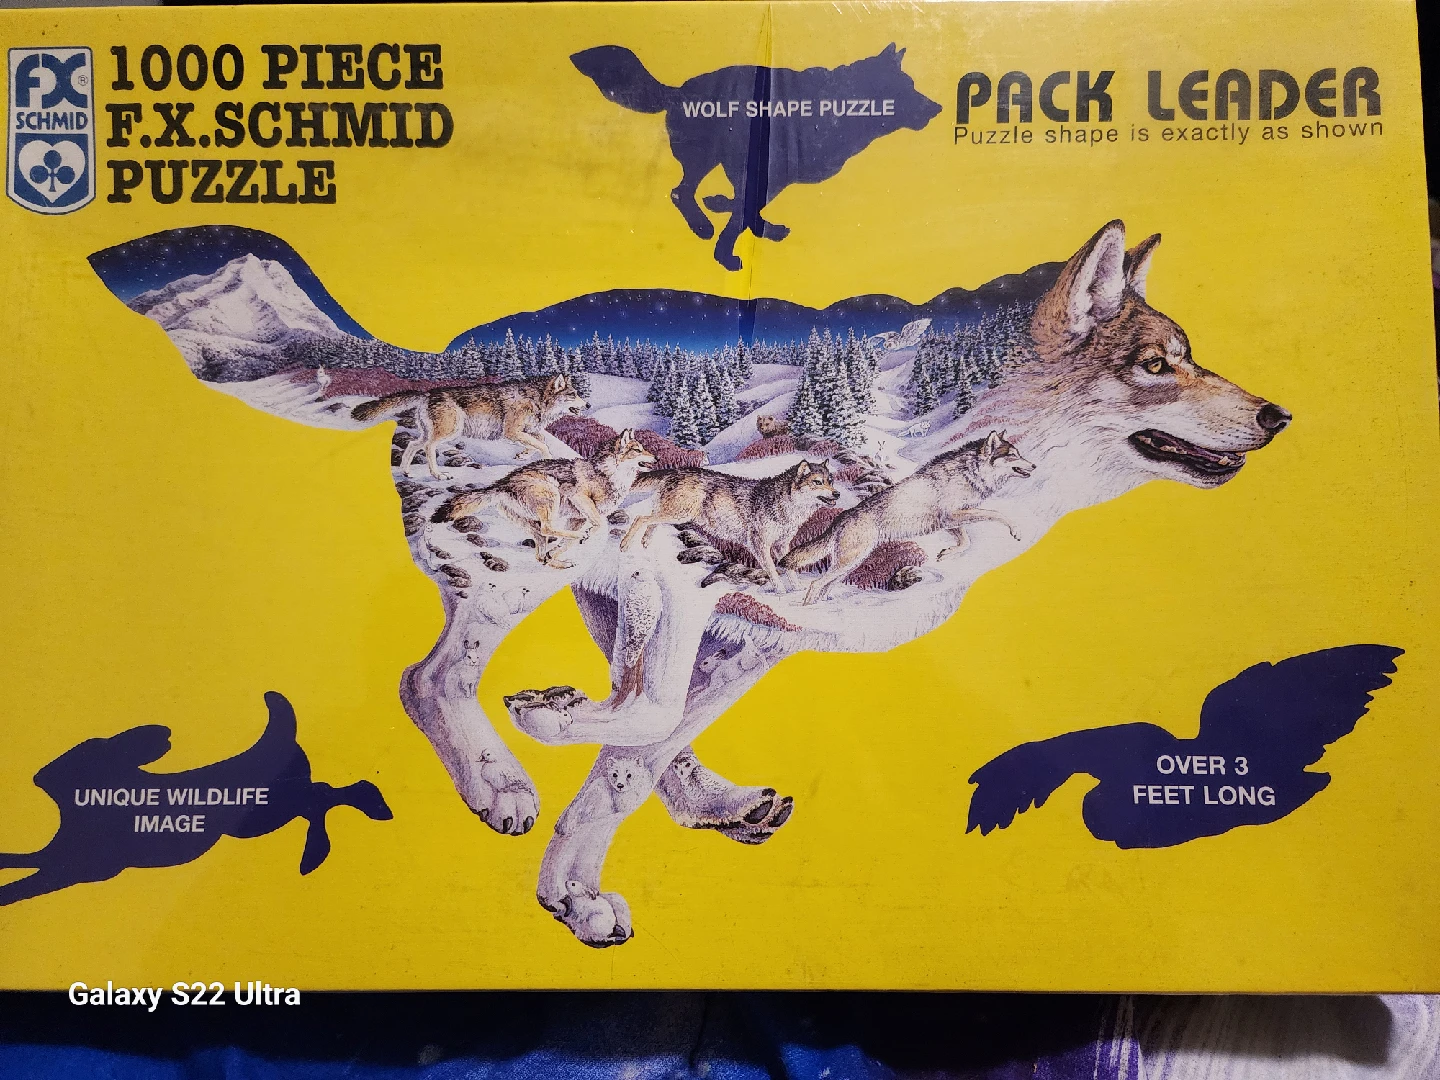 FX®
SCHMID
1000 PIECE
F.X.SCHMID
PUZZLE
WOLF SHAPE PUZZLE
PACK LEADER
Puzzle shape is exactly as shown
UNIQUE WILDLIFE
IMAGE
OVER 3
FEET LONG
Galaxy S22 Ultra